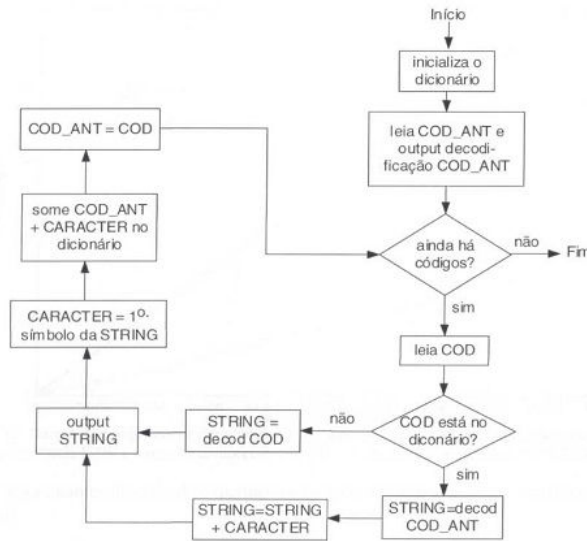 Início
inicializa o
dicionário
leia COD_ANT e
output decodi-
ficação COD_ANT
ainda há
códigos?
não
Fim
sim
leia COD
COD está no
diconário?
não
sim
STRING =
decod COD
STRING=decod
COD_ANT
STRING=STRING
+ CARACTER
output
STRING
CARACTER = 1º.
símbolo da STRING
some COD_ANT
+ CARACTER no
dicionário
COD_ANT = COD